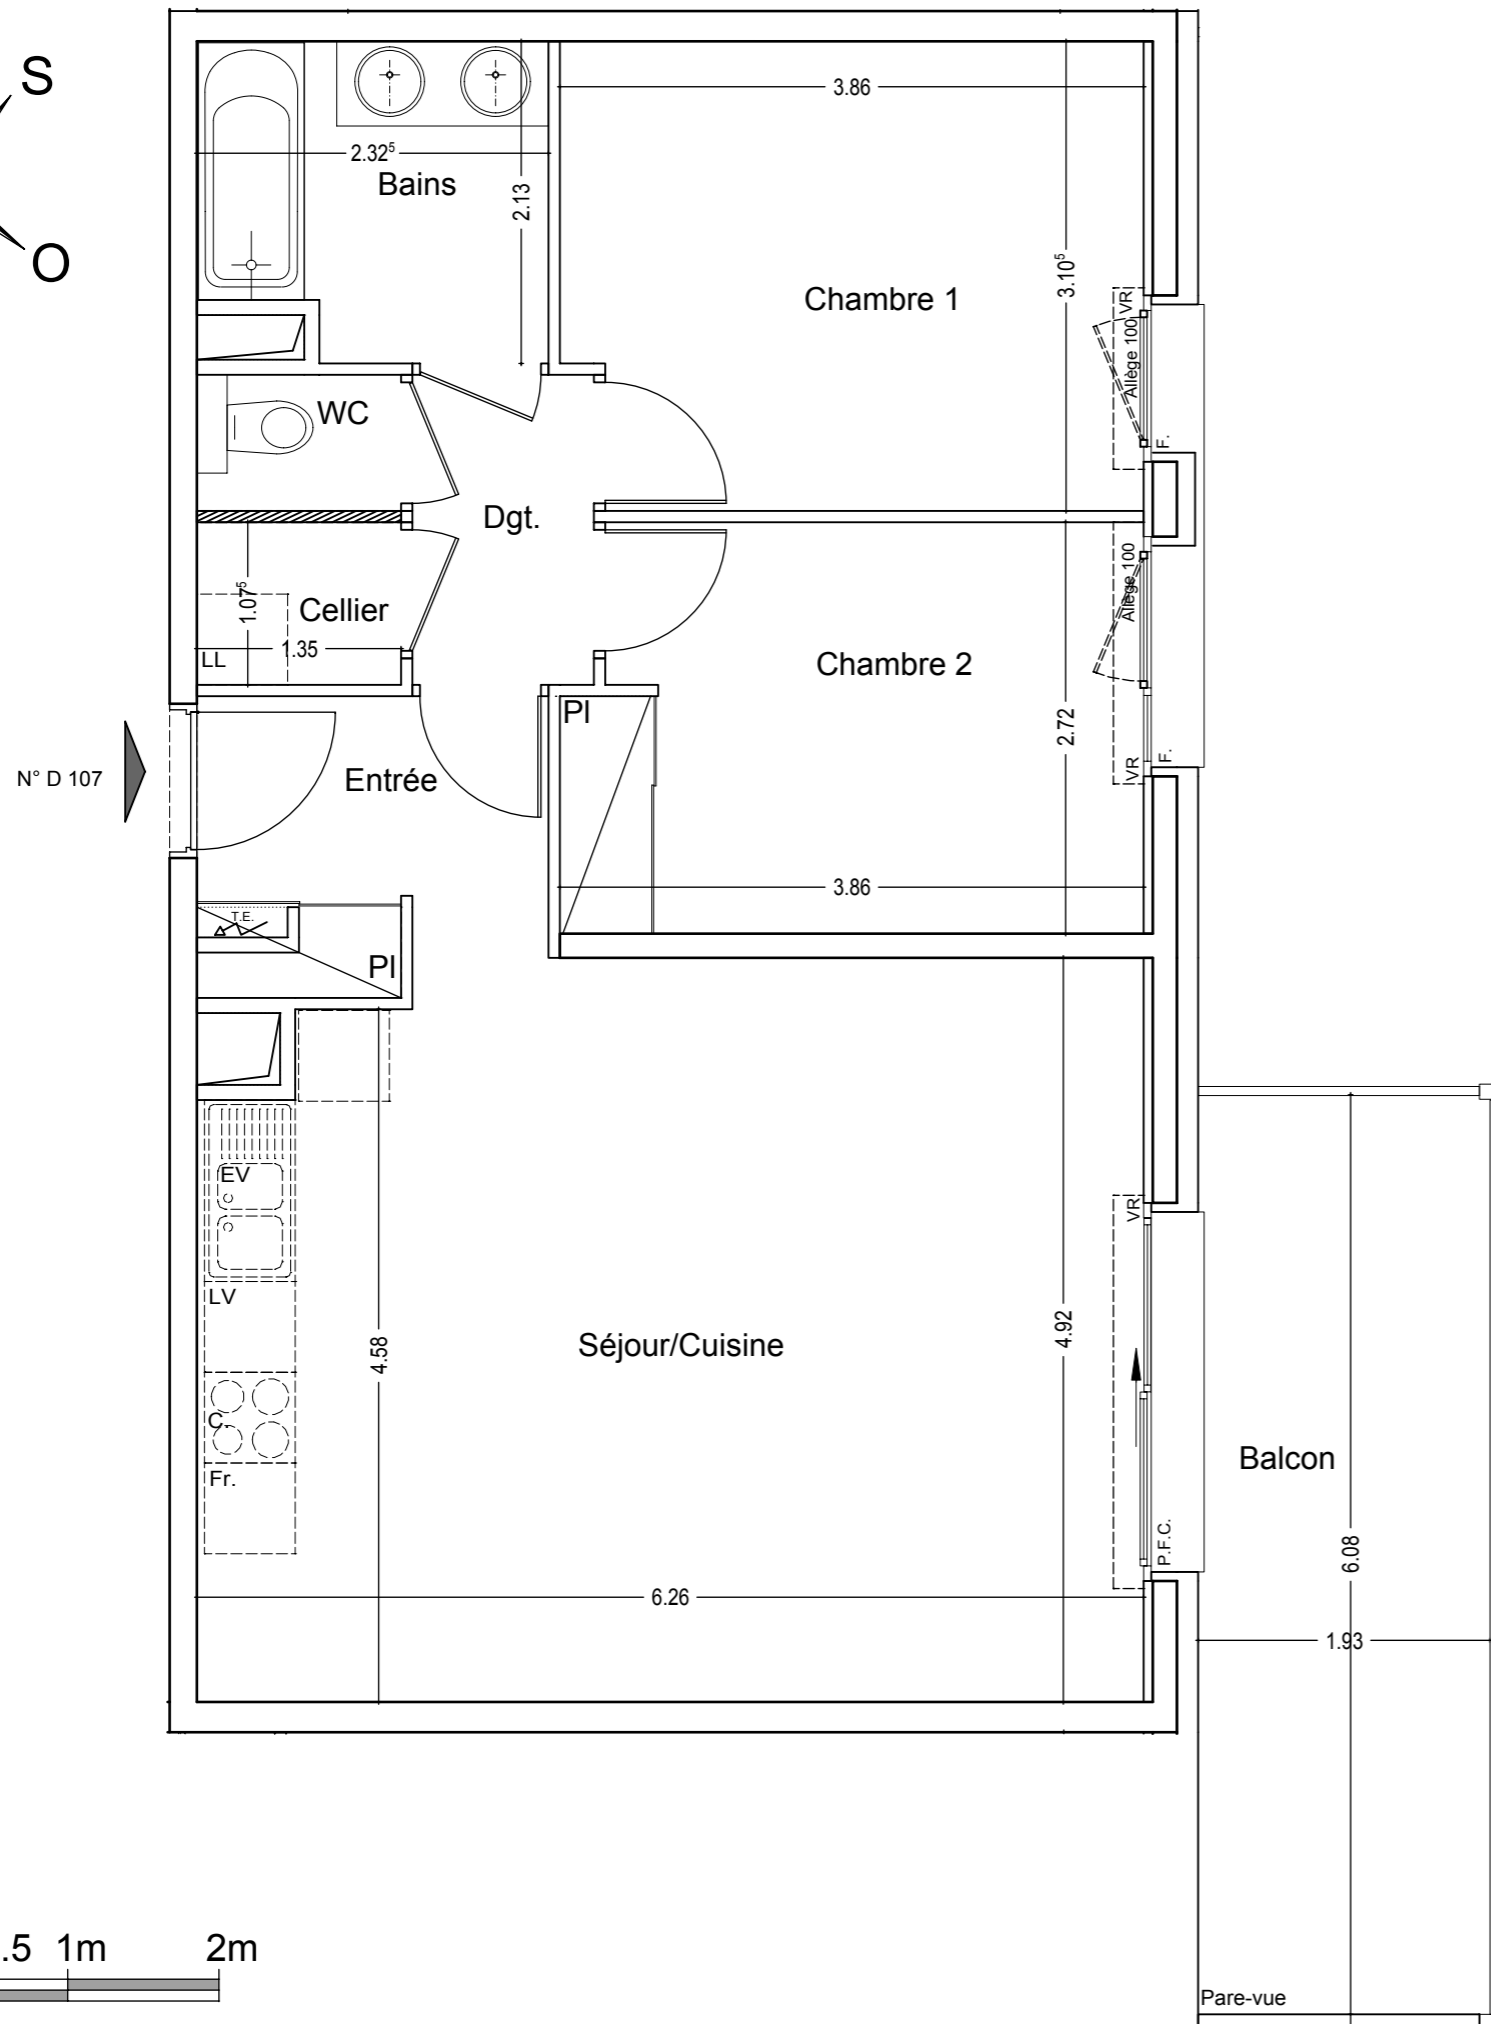 S
O
3.86
2.32⁵
Bains
2.13
3.10⁵
Chambre 1
VR
Allège 100
F.
WC
Dgt.
1.07⁵
Cellier
1.35
LL
Allège 100
Chambre 2
Pl
2.72
VR
F.
N° D 107
Entrée
3.86
T.E.
Pl
EV
VR
LV
4.58
Séjour/Cuisine
4.92
C.
Fr.
Balcon
P.F.C.
6.08
6.26
1.93
.5 1m 2m
Pare-vue